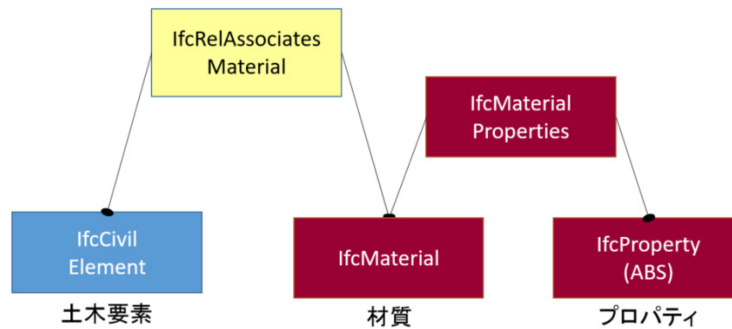 IfcRelAssociates
Material
IfcMaterial
Properties
IfcCivil
Element
IfcMaterial
IfcProperty
(ABS)
土木要素
材質
プロパティ